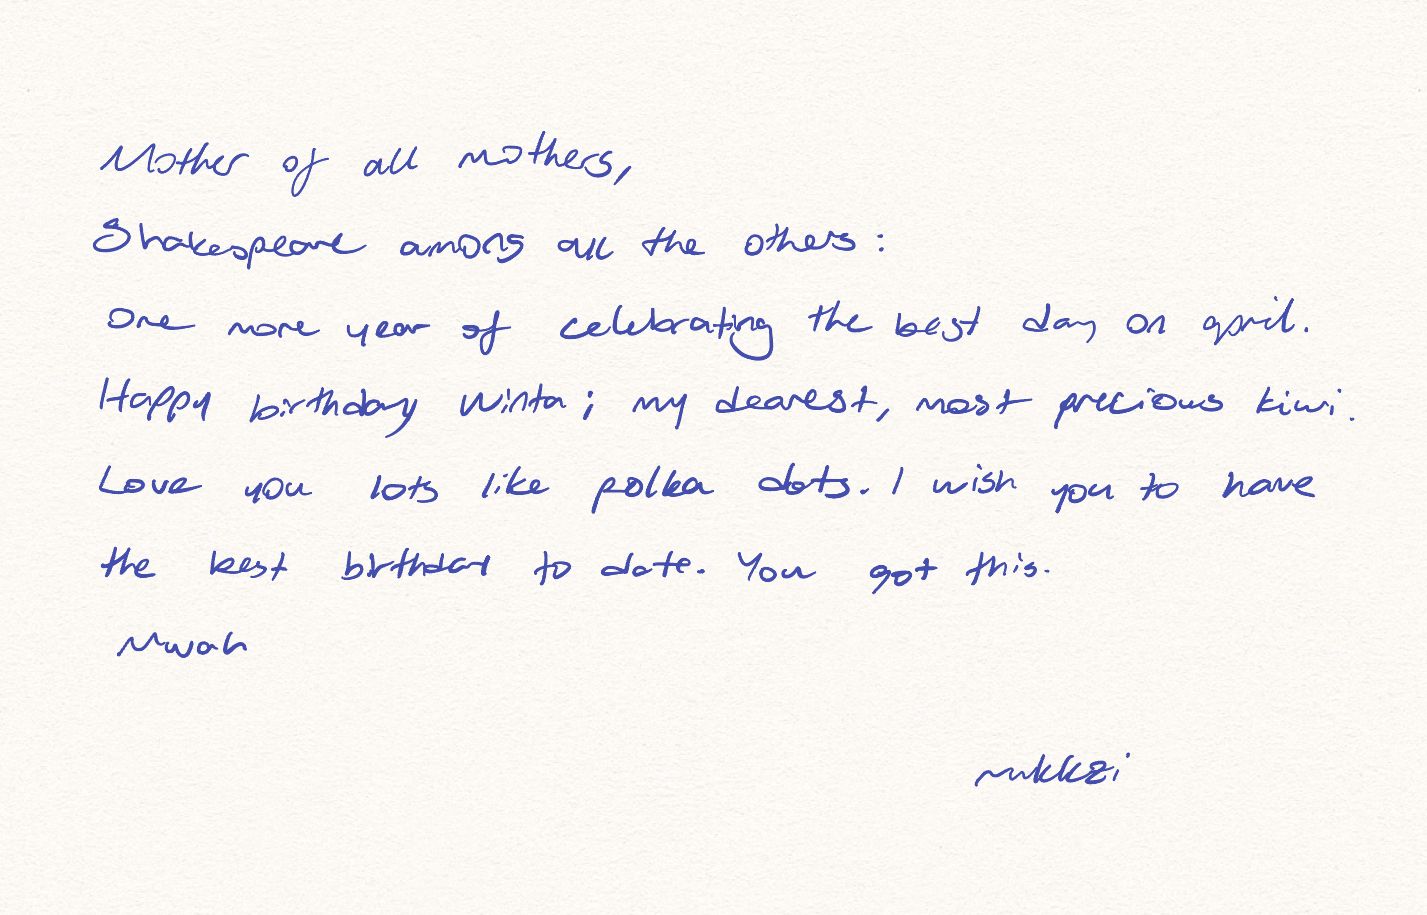 Mother of all mothers,
Shakespeare among all the others :
One more year of celebrating the best day on april.
Happy birthday Winta ; my dearest, most precious kiwi.
Love you lots like polka dots. I wish you to have
the best birthday to date. You got this.
Mwah
mukkzi